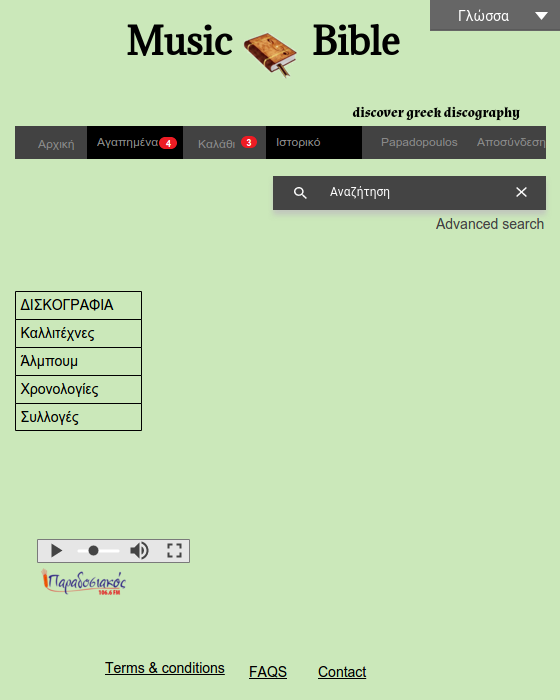 Γλώσσα
Music Bible
discover greek discography
Αρχική Αγαπημένα 4 Καλάθι 3 Ιστορικό Papadopoulos Αποσύνδεση
Αναζήτηση
Advanced search
ΔΙΣΚΟΓΡΑΦΙΑ
Καλλιτέχνες
Άλμπουμ
Χρονολογίες
Συλλογές
Παραδοσιακός
106.6 FM
Terms & conditions FAQS Contact